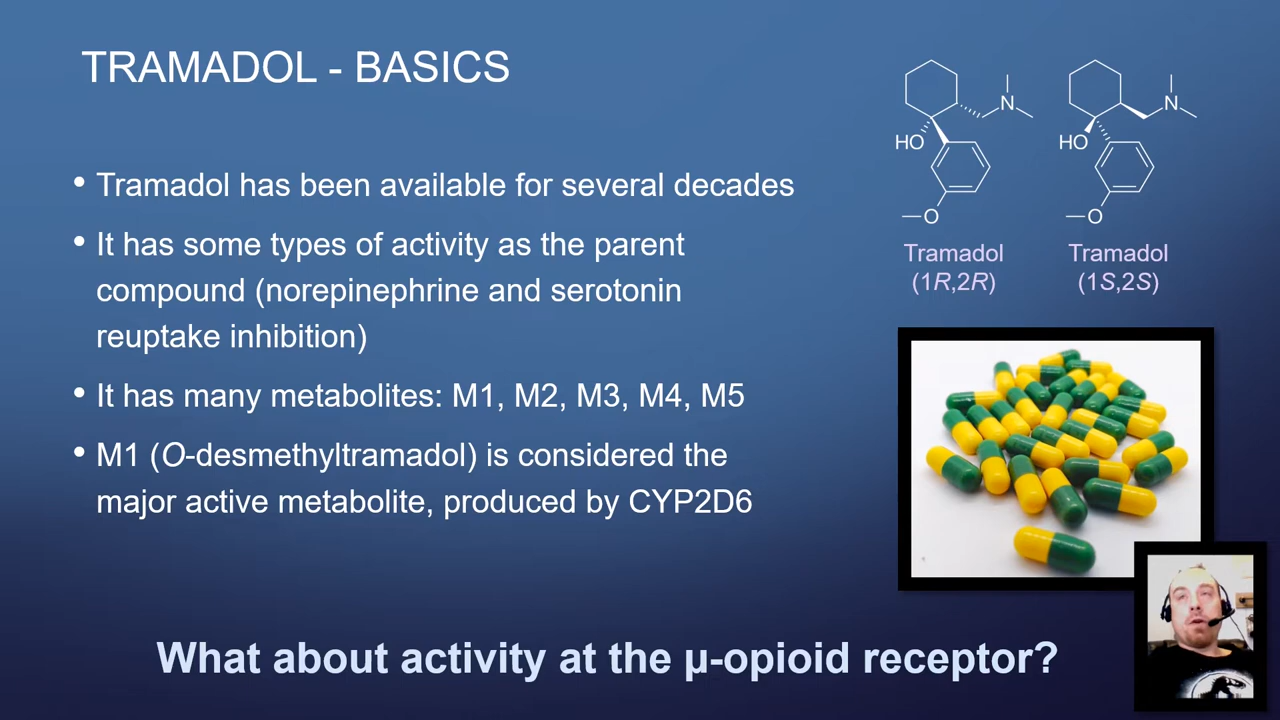 TRAMADOL - BASICS
• Tramadol has been available for several decades
• It has some types of activity as the parent
compound (norepinephrine and serotonin
reuptake inhibition)
• It has many metabolites: M1, M2, M3, M4, M5
• M1 (O-desmethyltramadol) is considered the
major active metabolite, produced by CYP2D6
What about activity at the µ-opioid receptor?
N
HO
O
Tramadol
(1R,2R)
N
HO
O
Tramadol
(1S,2S)